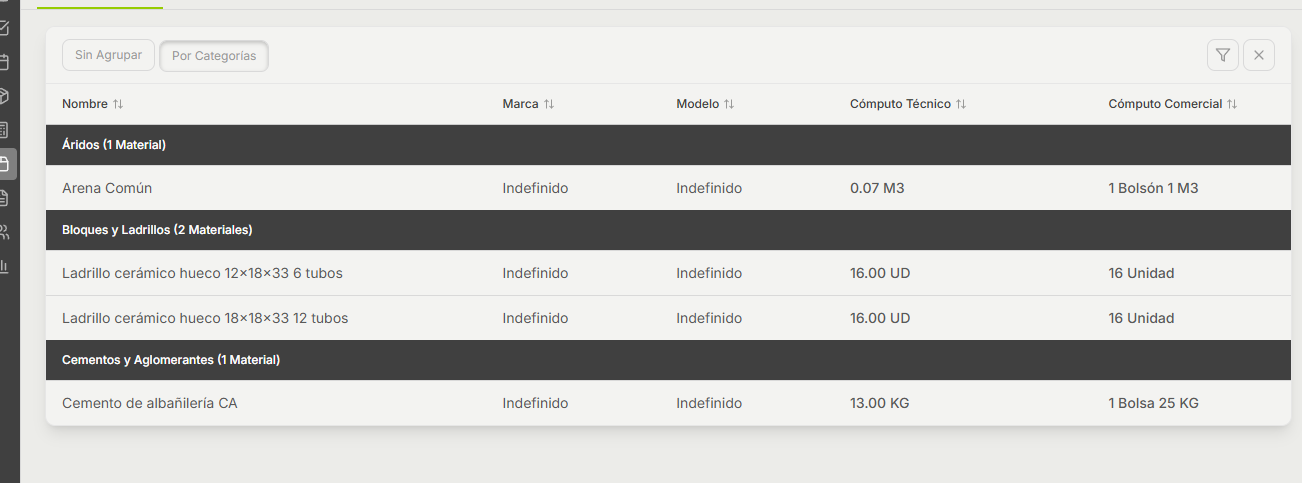 Sin Agrupar Por Categorías
Nombre Marca Modelo Cómputo Técnico Cómputo Comercial
Áridos (1 Material)
Arena Común Indefinido Indefinido 0.07 M3 1 Bolsón 1 M3
Bloques y Ladrillos (2 Materiales)
Ladrillo cerámico hueco 12×18×33 6 tubos Indefinido Indefinido 16.00 UD 16 Unidad
Ladrillo cerámico hueco 18×18×33 12 tubos Indefinido Indefinido 16.00 UD 16 Unidad
Cementos y Aglomerantes (1 Material)
Cemento de albañilería CA Indefinido Indefinido 13.00 KG 1 Bolsa 25 KG